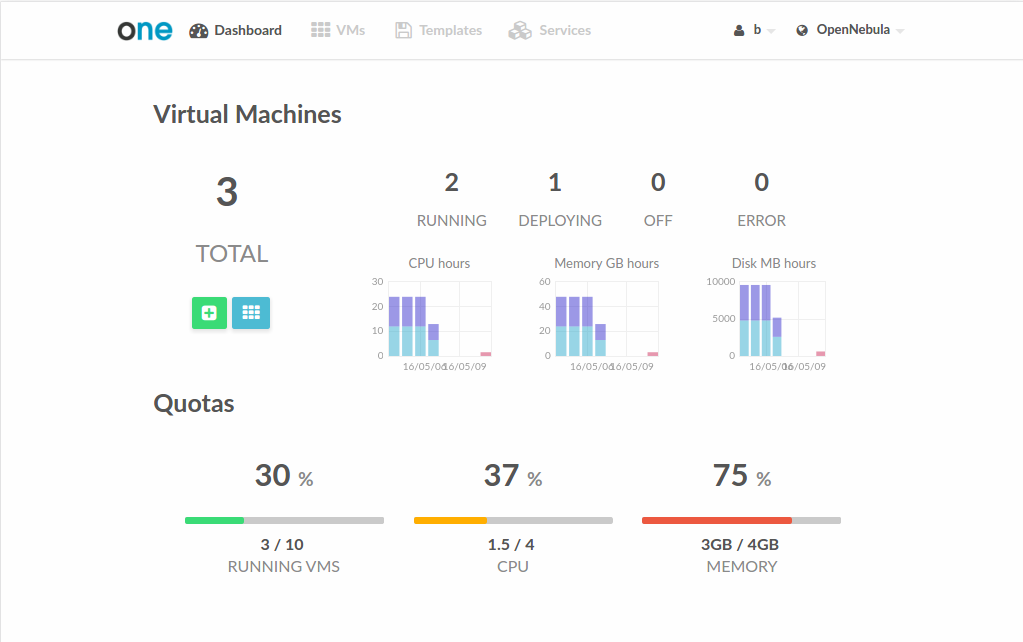 one Dashboard VMs Templates Services b OpenNebula
Virtual Machines
3
TOTAL
2 1 0 0
RUNNING DEPLOYING OFF ERROR
CPU hours
30
20
10
0
16/05/06 16/05/09
Memory GB hours
60
40
20
0
16/05/06 16/05/09
Disk MB hours
10000
5000
0
16/05/06 16/05/09
Quotas
30 % 37 % 75 %
3 / 10 1.5 / 4 3GB / 4GB
RUNNING VMS CPU MEMORY